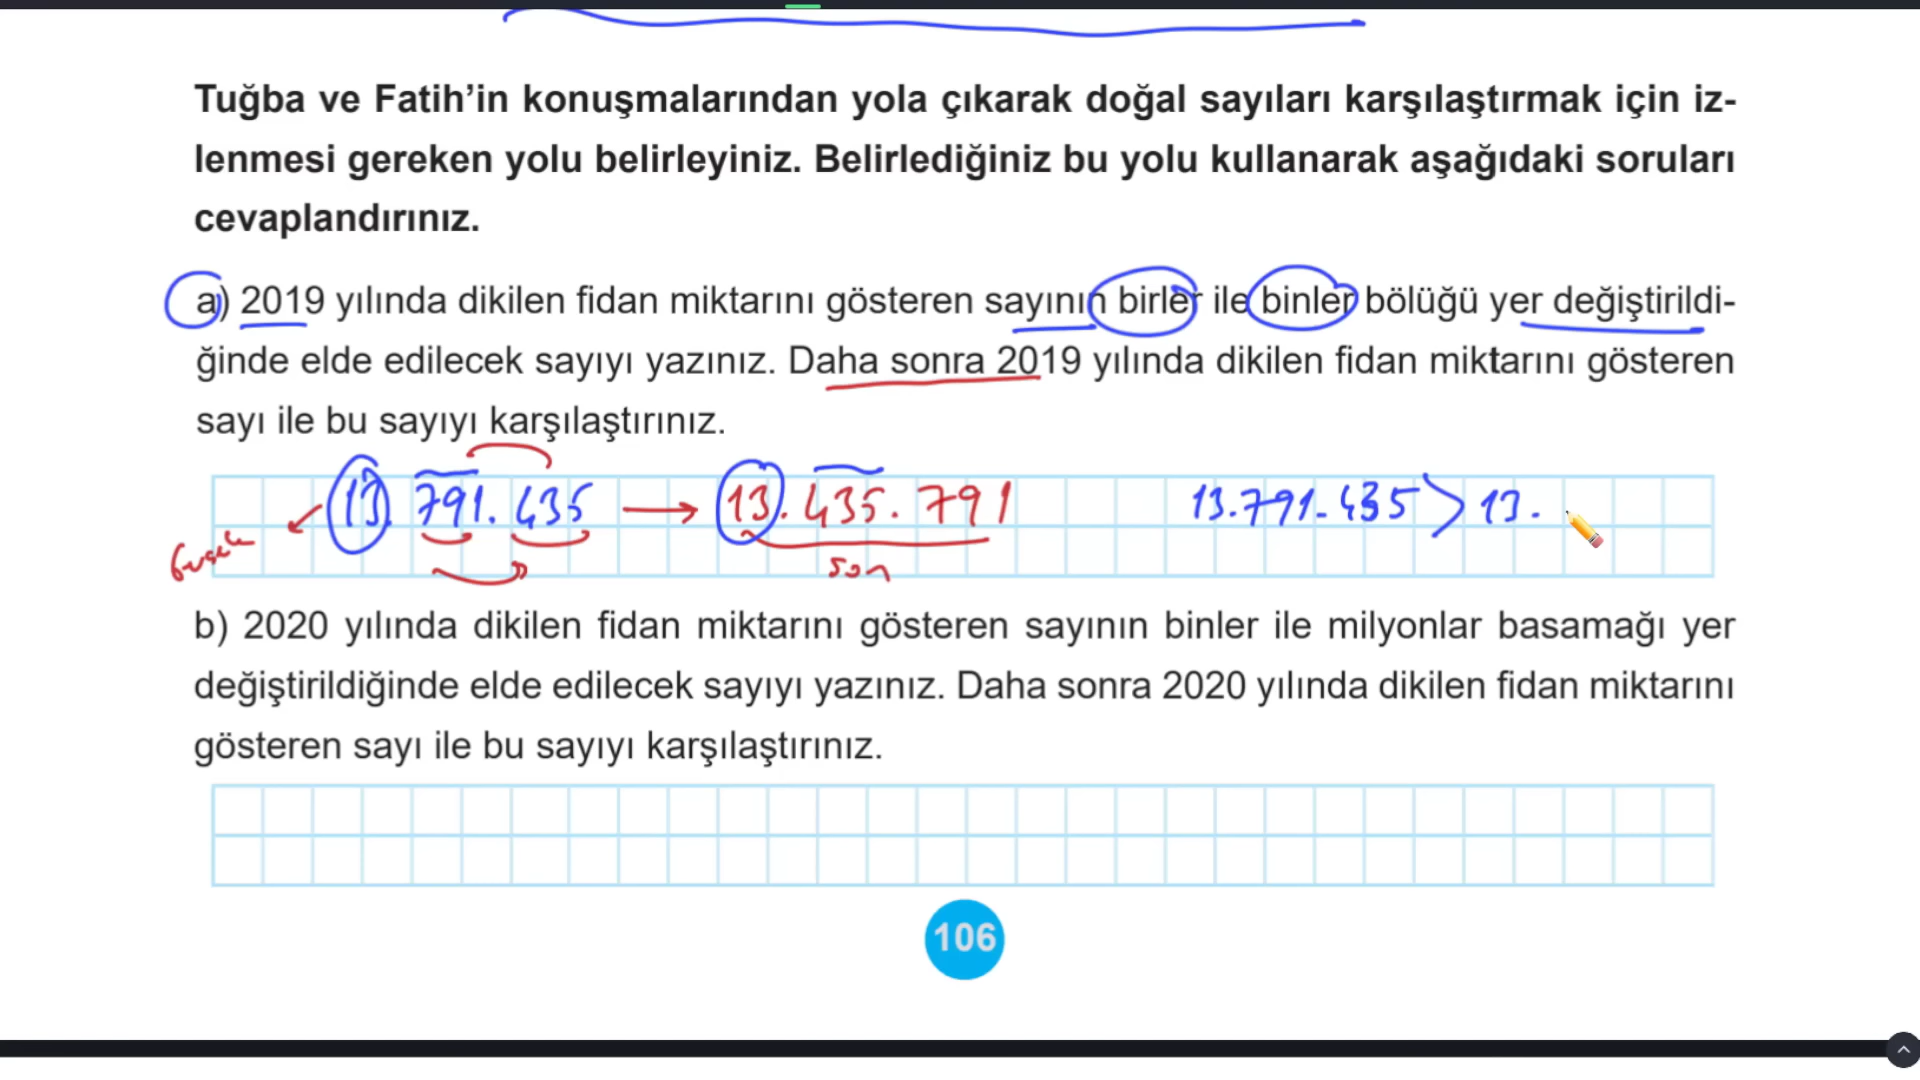 Tuğba ve Fatih’in konuşmalarından yola çıkarak doğal sayıları karşılaştırmak için iz-
lenmesi gereken yolu belirleyiniz. Belirlediğiniz bu yolu kullanarak aşağıdaki soruları
cevaplandırınız.
a) 2019 yılında dikilen fidan miktarını gösteren sayının birler ile binler bölüğü yer değiştirildi-
ğinde elde edilecek sayıyı yazınız. Daha sonra 2019 yılında dikilen fidan miktarını gösteren
sayı ile bu sayıyı karşılaştırınız.
13.791.435 → 13.435.791 13.791.435 > 13.
son
b) 2020 yılında dikilen fidan miktarını gösteren sayının binler ile milyonlar basamağı yer
değiştirildiğinde elde edilecek sayıyı yazınız. Daha sonra 2020 yılında dikilen fidan miktarını
gösteren sayı ile bu sayıyı karşılaştırınız.
106